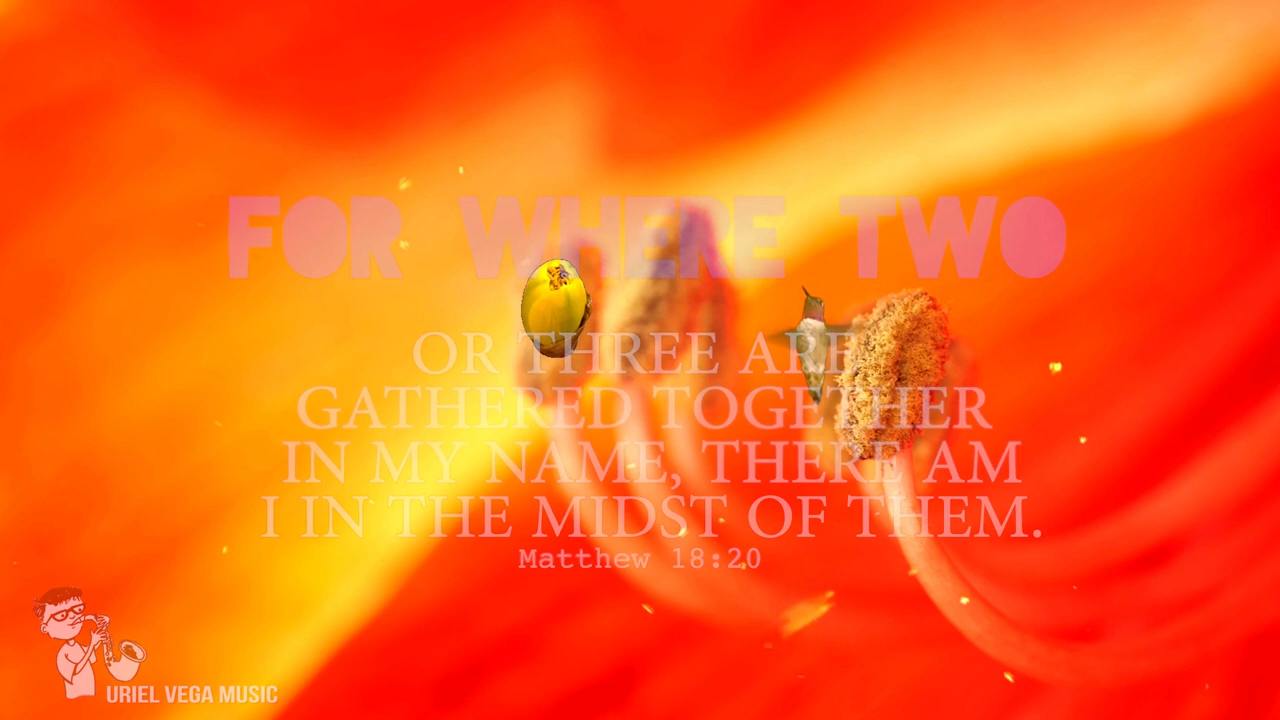 FOR WHERE TWO
OR THREE ARE
GATHERED TOGETHER
IN MY NAME, THERE AM
I IN THE MIDST OF THEM.
Matthew 18:20
URIEL VEGA MUSIC